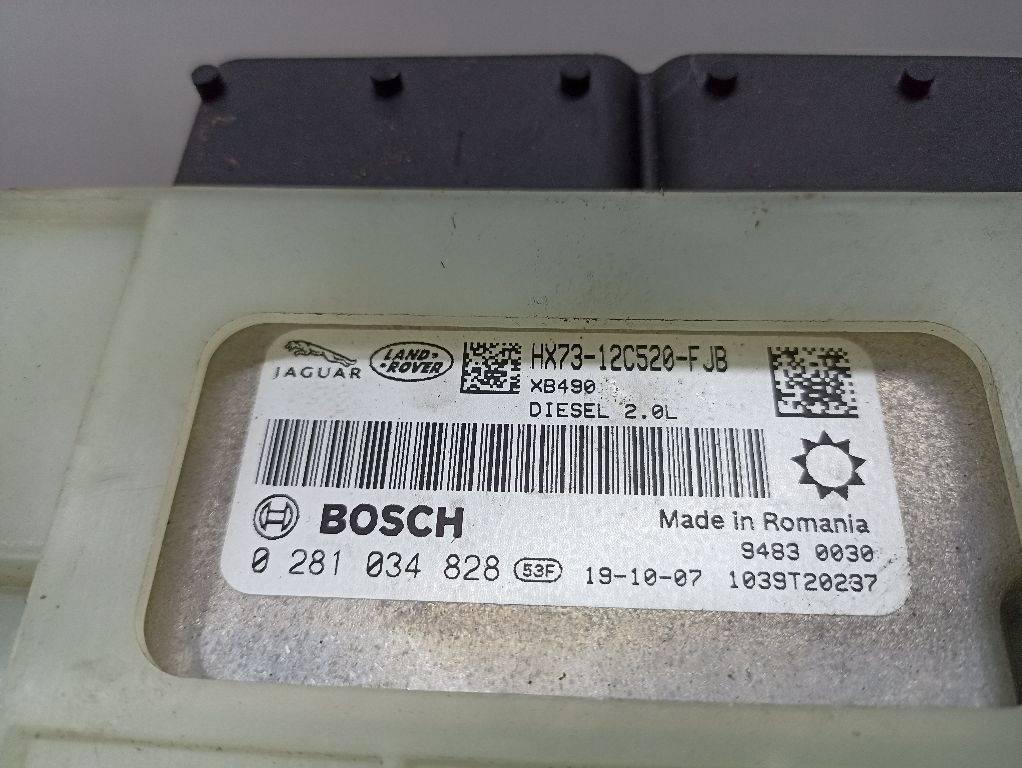 JAGUAR
LAND-
-ROVER
HX73-12C520-FJB
XB490
DIESEL 2.0L
BOSCH
Made in Romania
9483 0030
0 281 034 828 53F 19-10-07 1039T20237